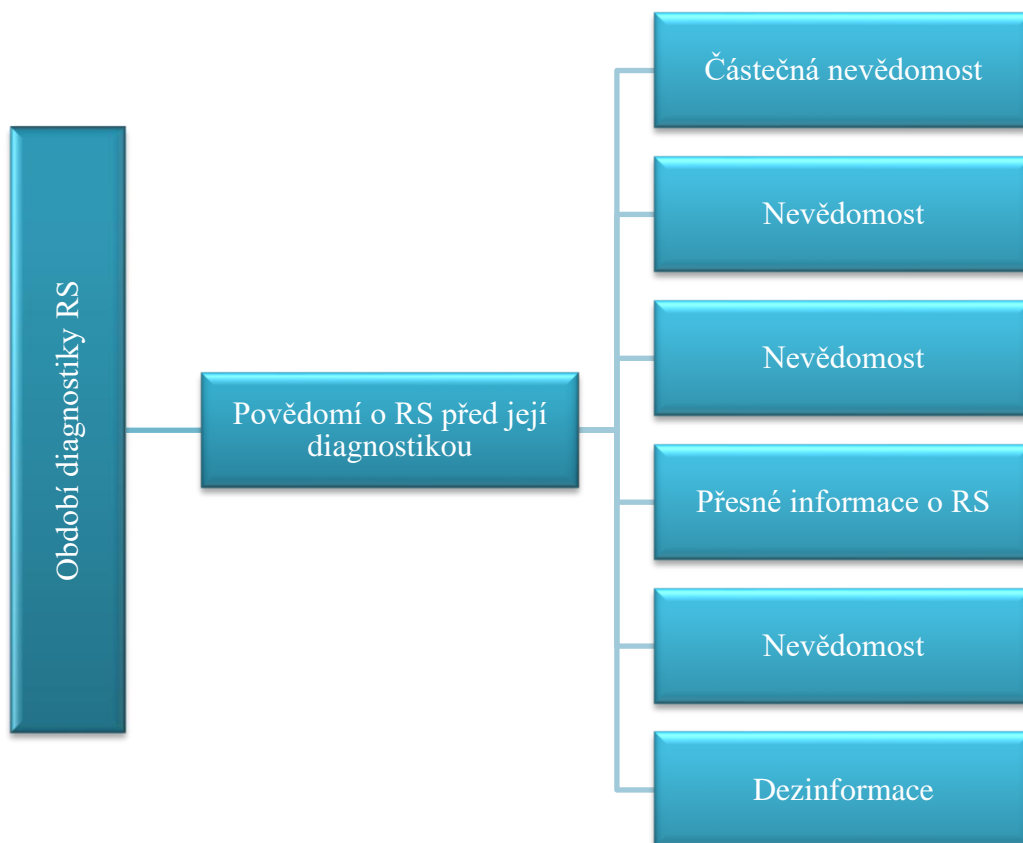 Období diagnostiky RS
Povědomí o RS před její
diagnostikou
Částečná nevědomost
Nevědomost
Nevědomost
Přesné informace o RS
Nevědomost
Dezinformace